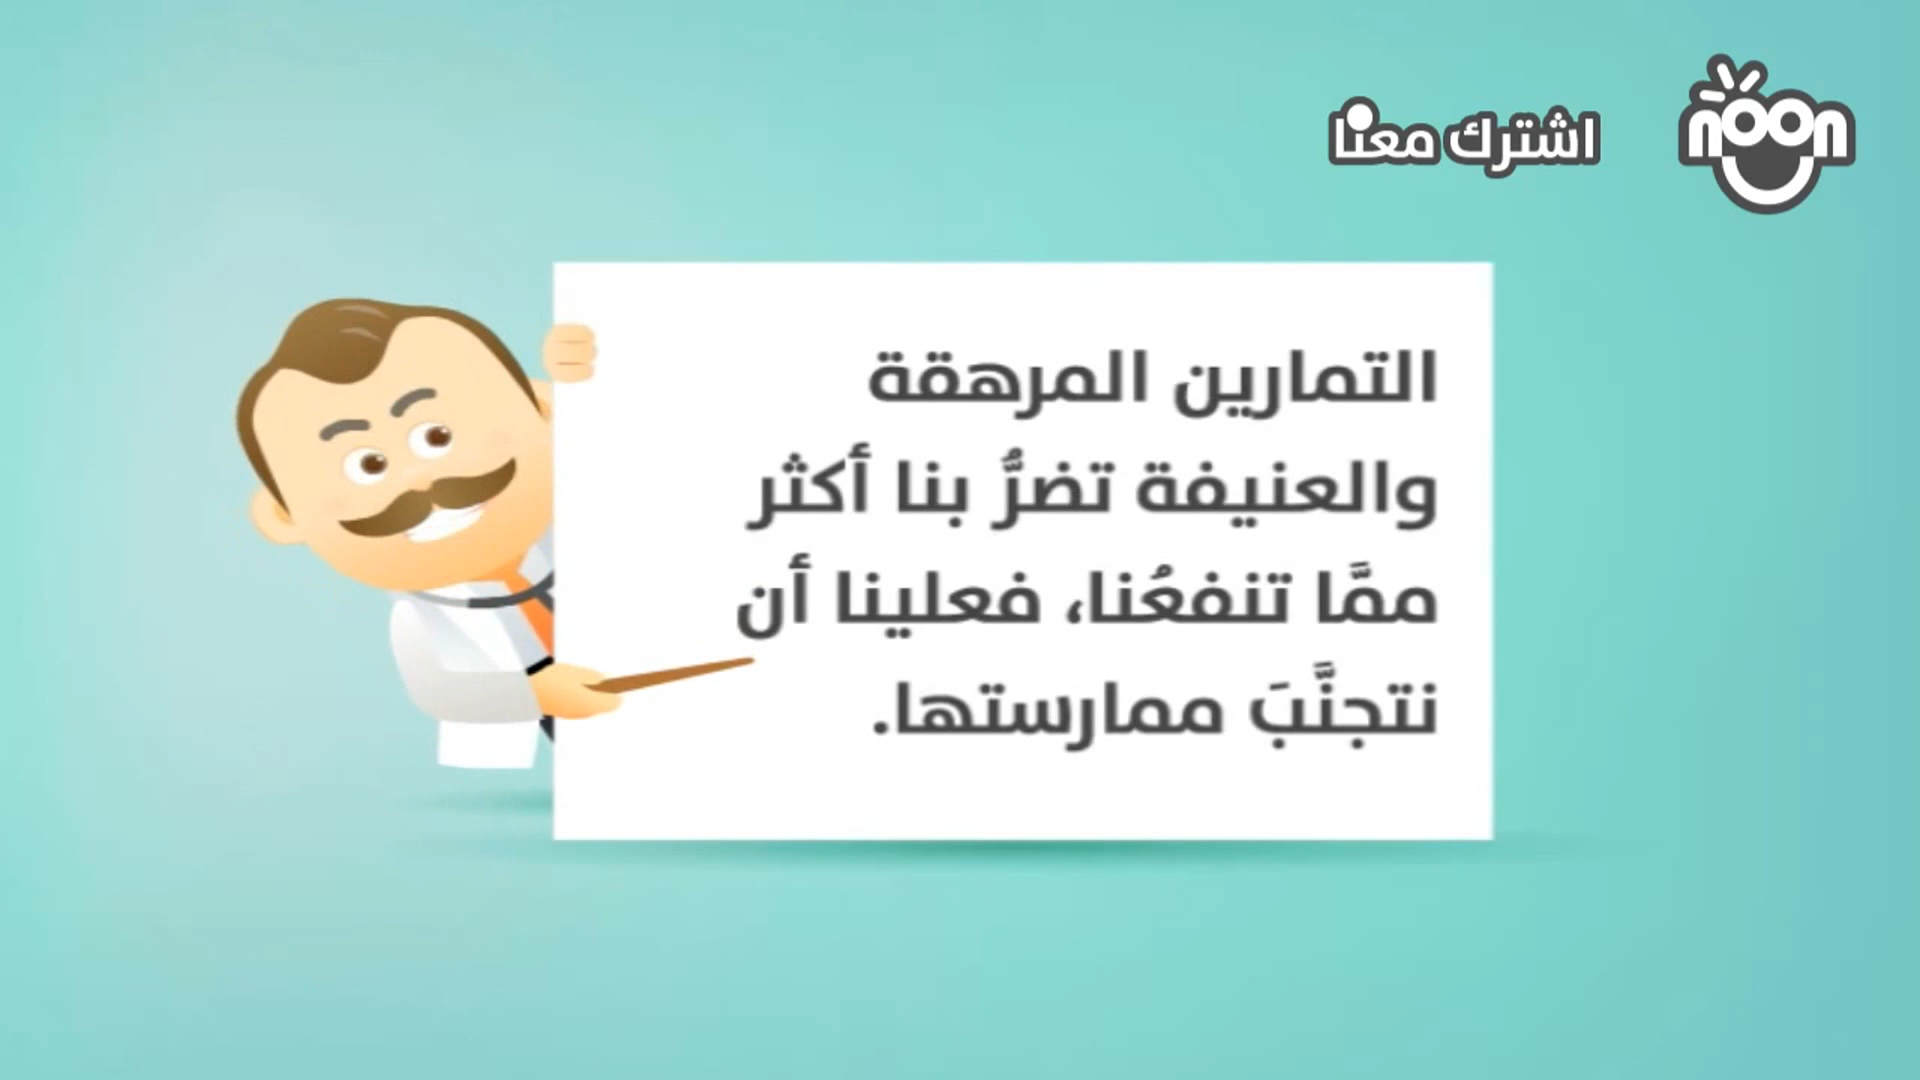 noon
اشترك معنا
التمارين المرهقة
والعنيفة تضرُّ بنا أكثر
ممَّا تنفعُنا، فعلينا أن
نتجنَّبَ ممارستها.